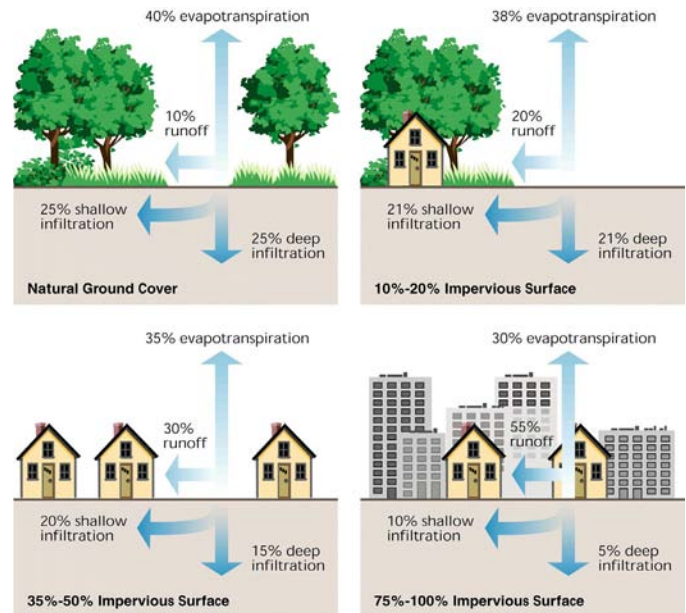 40% evapotranspiration
10%
runoff
25% shallow
infiltration
25% deep
infiltration
Natural Ground Cover
38% evapotranspiration
20%
runoff
21% shallow
infiltration
21% deep
infiltration
10%-20% Impervious Surface
35% evapotranspiration
30%
runoff
20% shallow
infiltration
15% deep
infiltration
35%-50% Impervious Surface
30% evapotranspiration
55%
runoff
10% shallow
infiltration
5% deep
infiltration
75%-100% Impervious Surface